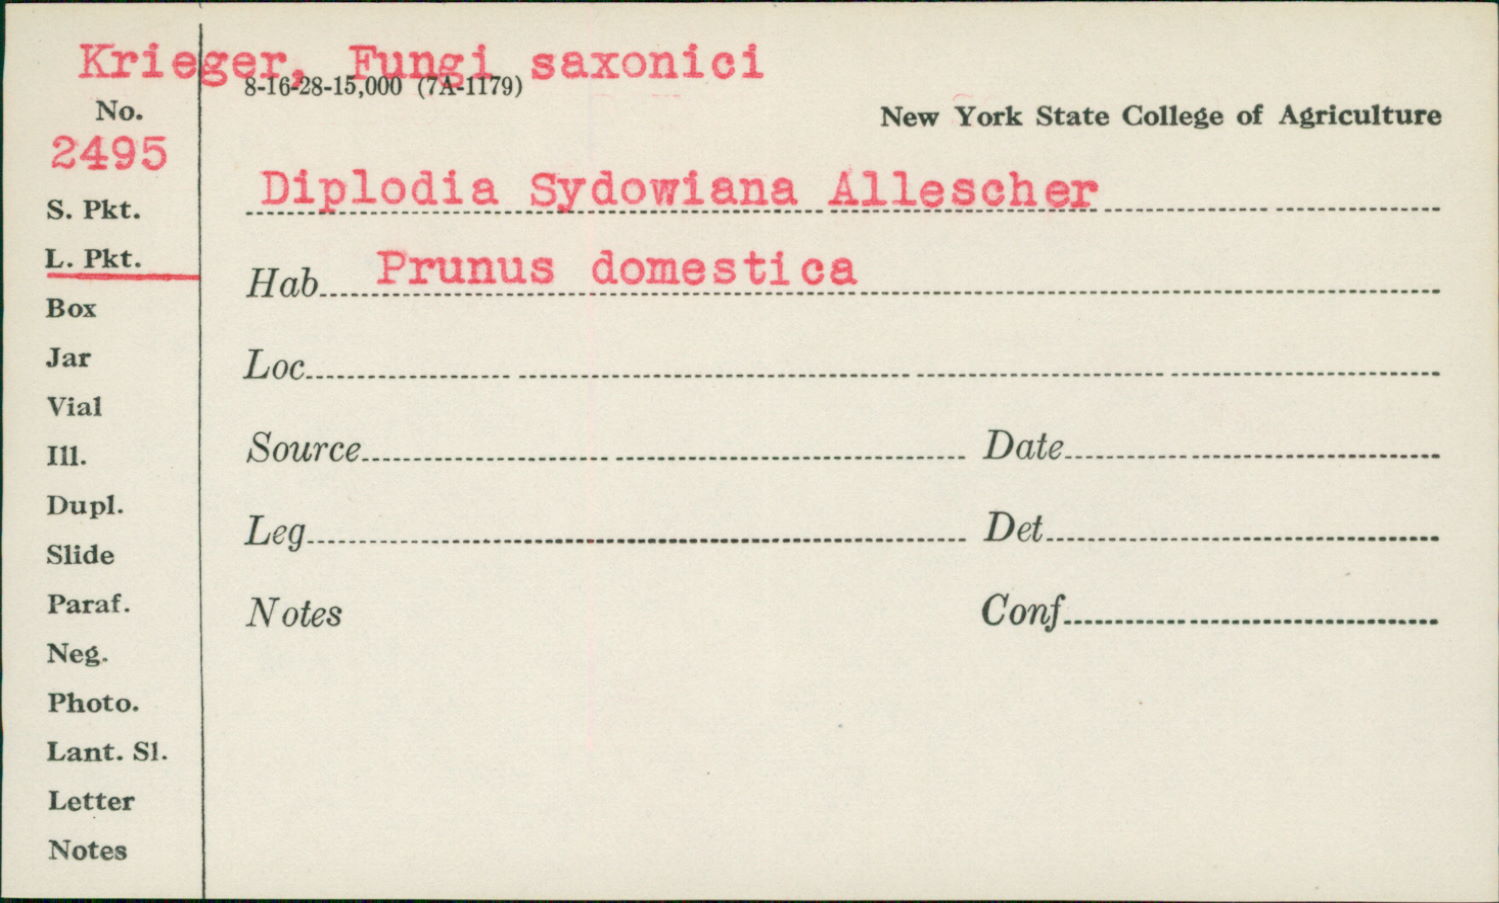 Krieger, Fungi saxonici
8-16-28-15,000 (7A-1179)
No.
New York State College of Agriculture
2495
Diplodia Sydowiana Allescher
S. Pkt.
L. Pkt.
Hab. Prunus domestica
Box
Jar
Loc.
Vial
Ill.
Source
Date
Dupl.
Slide
Leg.
Det.
Paraf.
Notes
Conf.
Neg.
Photo.
Lant. Sl.
Letter
Notes